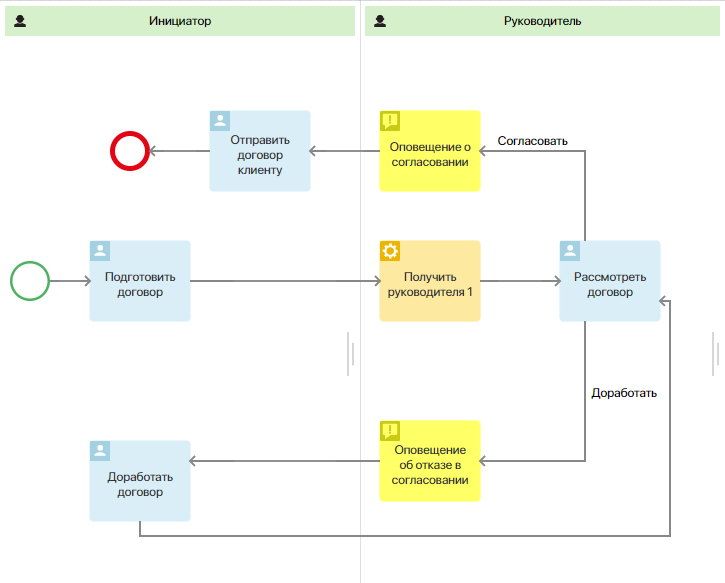 Инициатор
Руководитель
Отправить
договор
клиенту
Оповещение о
согласовании
Согласовать
Подготовить
договор
Получить
руководителя 1
Рассмотреть
договор
Доработать
Доработать
договор
Оповещение
об отказе в
согласовании